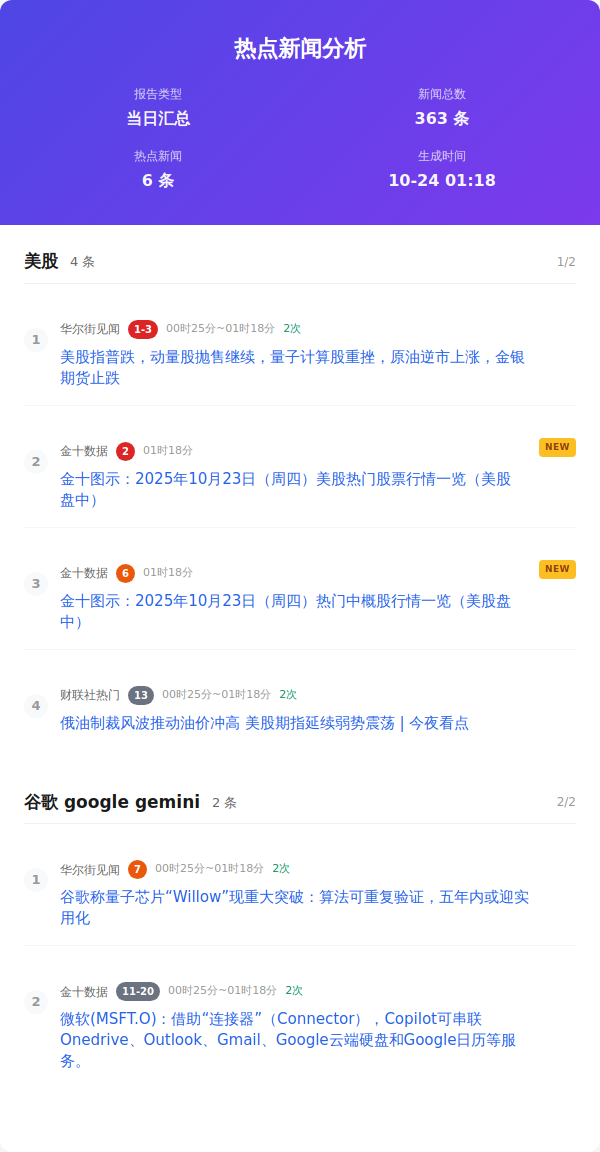 热点新闻分析
报告类型
新闻总数
当日汇总
363 条
热点新闻
生成时间
6 条
10-24 01:18
美股 4 条 1/2
1 华尔街见闻 1-3 00时25分~01时18分 2次
美股指普跌，动量股抛售继续，量子计算股重挫，原油逆市上涨，金银
期货止跌
2 金十数据 2 01时18分 NEW
金十图示：2025年10月23日（周四）美股热门股票行情一览（美股
盘中）
3 金十数据 6 01时18分 NEW
金十图示：2025年10月23日（周四）热门中概股行情一览（美股盘
中）
4 财联社热门 13 00时25分~01时18分 2次
俄油制裁风波推动油价冲高 美股期指延续弱势震荡 | 今夜看点
谷歌 google gemini 2 条 2/2
1 华尔街见闻 7 00时25分~01时18分 2次
谷歌称量子芯片“Willow”现重大突破：算法可重复验证，五年内或迎实
用化
2 金十数据 11-20 00时25分~01时18分 2次
微软(MSFT.O)：借助“连接器”（Connector），Copilot可串联
Onedrive、Outlook、Gmail、Google云端硬盘和Google日历等服
务。